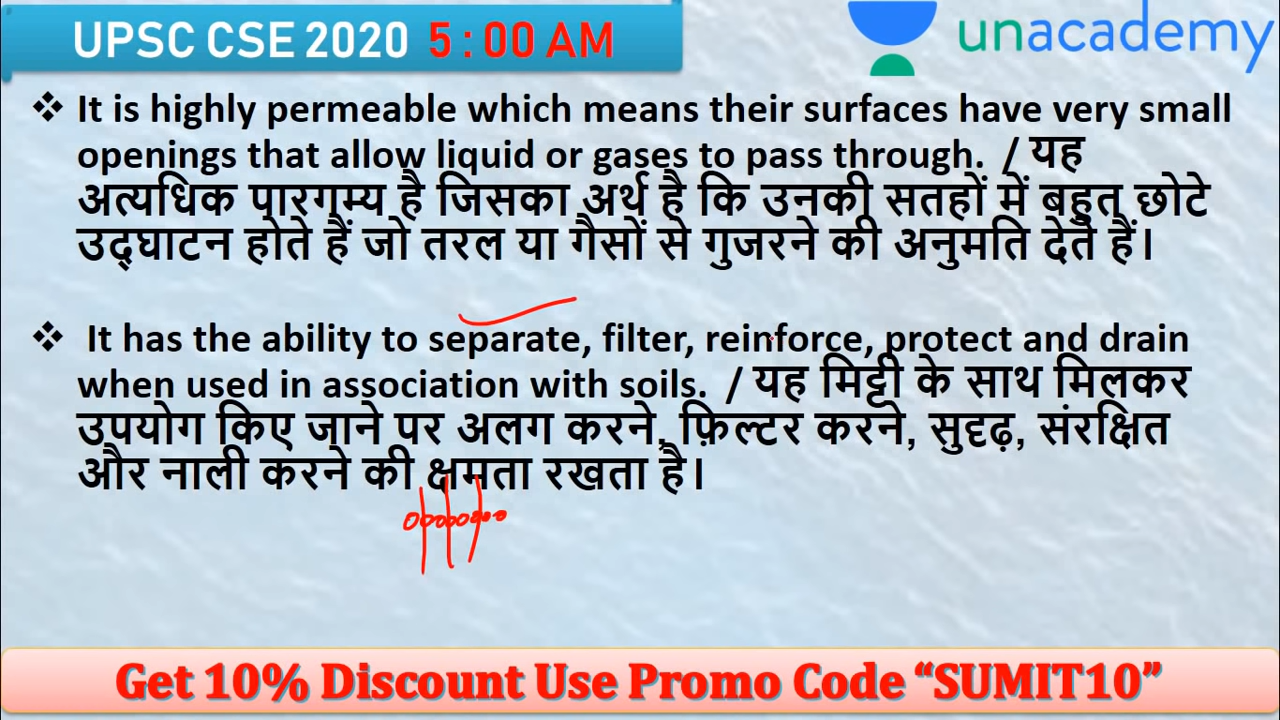 UPSC CSE 2020 5 : 00 AM
unacademy
❖ It is highly permeable which means their surfaces have very small
openings that allow liquid or gases to pass through. / यह
अत्यधिक पारगम्य है जिसका अर्थ है कि उनकी सतहों में बहुत छोटे
उद्घाटन होते हैं जो तरल या गैसों से गुजरने की अनुमति देते हैं।
❖ It has the ability to separate, filter, reinforce, protect and drain
when used in association with soils. / यह मिट्टी के साथ मिलकर
उपयोग किए जाने पर अलग करने, फ़िल्टर करने, सुदृढ़, संरक्षित
और नाली करने की क्षमता रखता है।
Get 10% Discount Use Promo Code “SUMIT10”